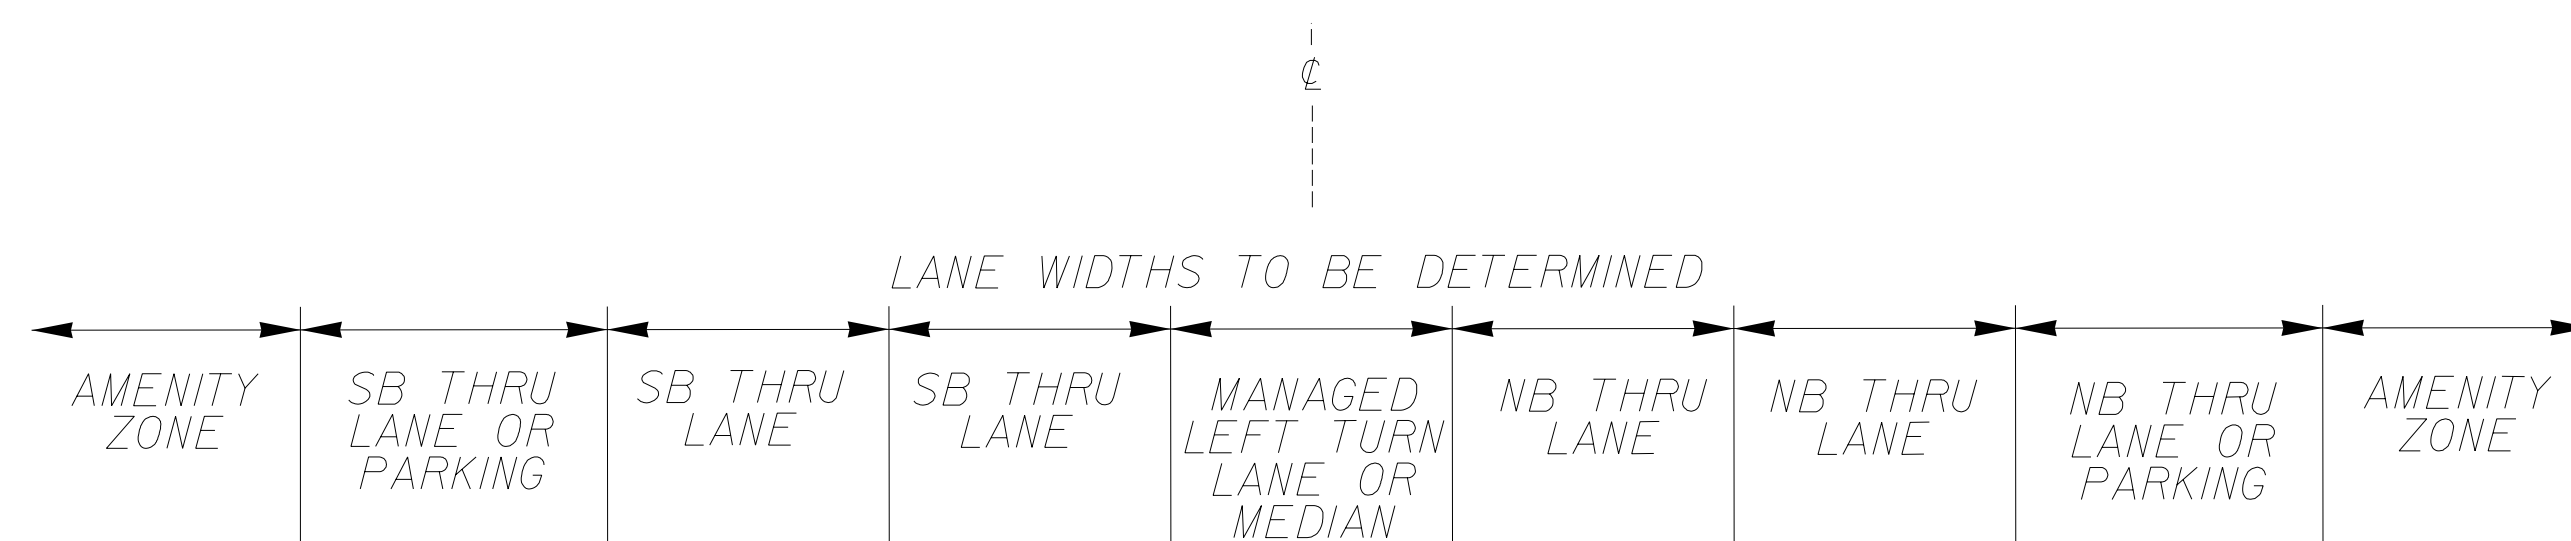 ℄
LANE WIDTHS TO BE DETERMINED
AMENITY
ZONE
SB THRU
LANE OR
PARKING
SB THRU
LANE
SB THRU
LANE
MANAGED
LEFT TURN
LANE OR
MEDIAN
NB THRU
LANE
NB THRU
LANE
NB THRU
LANE OR
PARKING
AMENITY
ZONE